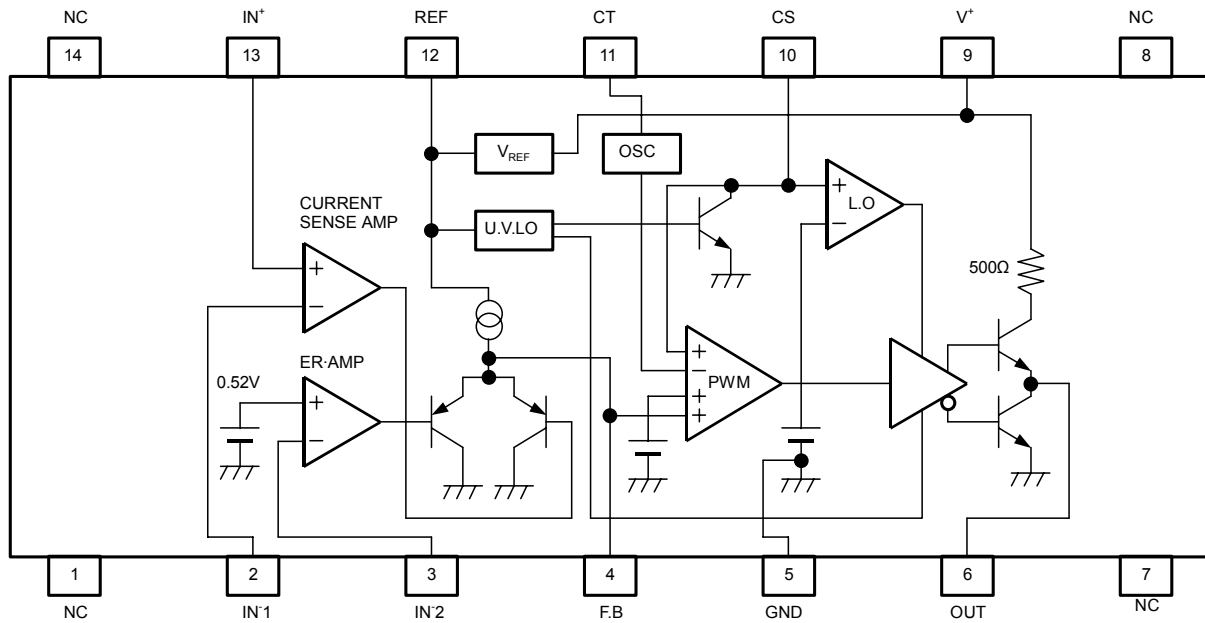 NC IN⁺ REF CT CS V⁺ NC
14 13 12 11 10 9 8
V_REF
OSC
CURRENT
SENSE AMP
U.V.LO
+
−
L.O
500Ω
+
−
ER·AMP
0.52V
+
−
+
−
+
+
PWM
1 2 3 4 5 6 7
NC IN⁻1 IN⁻2 F.B GND OUT NC